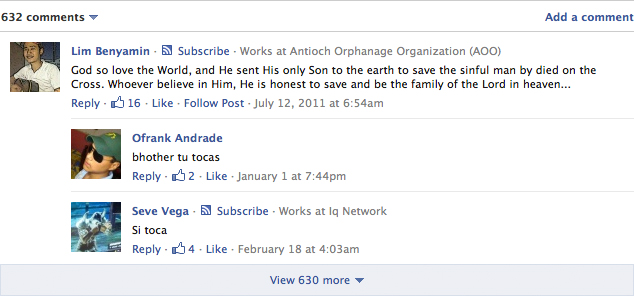 632 comments
Add a comment
Lim Benyamin · Subscribe · Works at Antioch Orphanage Organization (AOO)
God so love the World, and He sent His only Son to the earth to save the sinful man by died on the
Cross. Whoever believe in Him, He is honest to save and be the family of the Lord in heaven...
Reply · 16 · Like · Follow Post · July 12, 2011 at 6:54am
Ofrank Andrade
bhother tu tocas
Reply · 2 · Like · January 1 at 7:44pm
Seve Vega · Subscribe · Works at Iq Network
Si toca
Reply · 4 · Like · February 18 at 4:03am
View 630 more